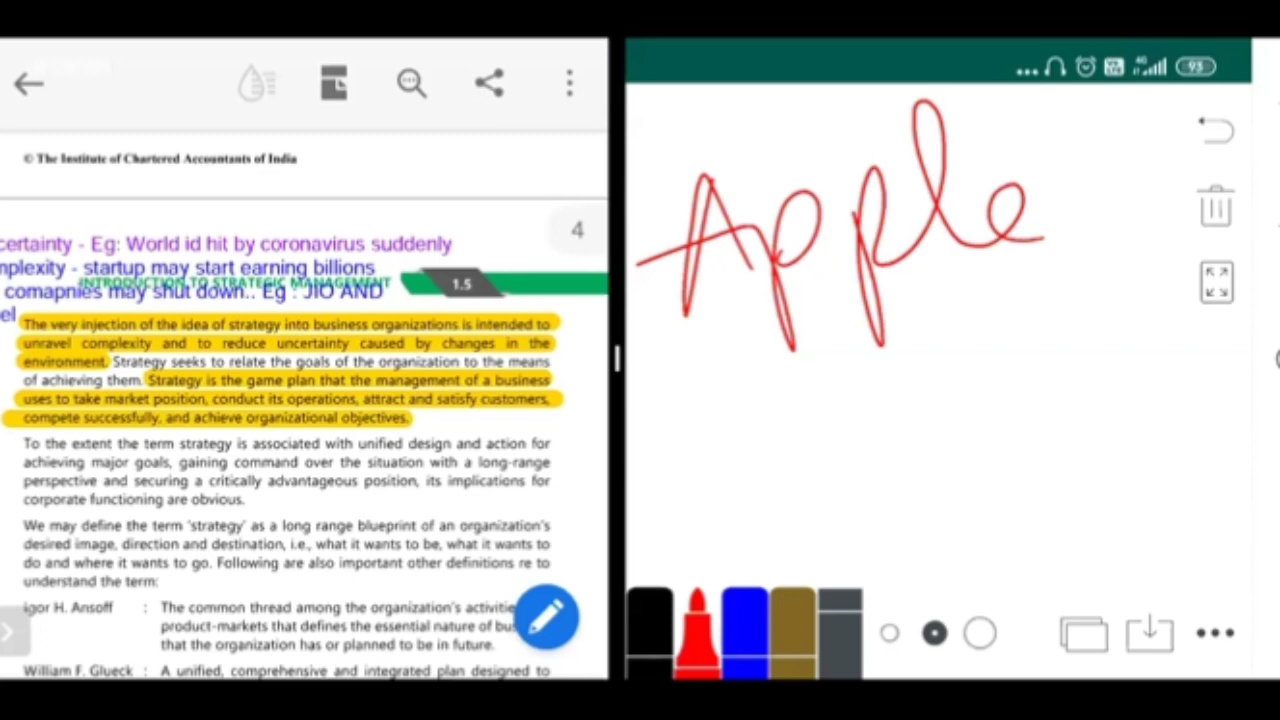 © The Institute of Chartered Accountants of India
4
certainty - Eg: World id hit by coronavirus suddenly
mplexity - startup may start earning billions
INTRODUCTION TO STRATEGIC MANAGEMENT 1.5
comapnies may shut down.. Eg : JIO AND
el
The very injection of the idea of strategy into business organizations is intended to
unravel complexity and to reduce uncertainty caused by changes in the
environment. Strategy seeks to relate the goals of the organization to the means
of achieving them. Strategy is the game plan that the management of a business
uses to take market position, conduct its operations, attract and satisfy customers,
compete successfully, and achieve organizational objectives.
To the extent the term strategy is associated with unified design and action for
achieving major goals, gaining command over the situation with a long-range
perspective and securing a critically advantageous position, its implications for
corporate functioning are obvious.
We may define the term 'strategy' as a long range blueprint of an organization's
desired image, direction and destination, i.e., what it wants to be, what it wants to
do and where it wants to go. Following are also important other definitions re to
understand the term:
Igor H. Ansoff : The common thread among the organization's activitie
product-markets that defines the essential nature of bus
that the organization has or planned to be in future.
William F. Glueck : A unified, comprehensive and integrated plan designed to
4G
93
Apple